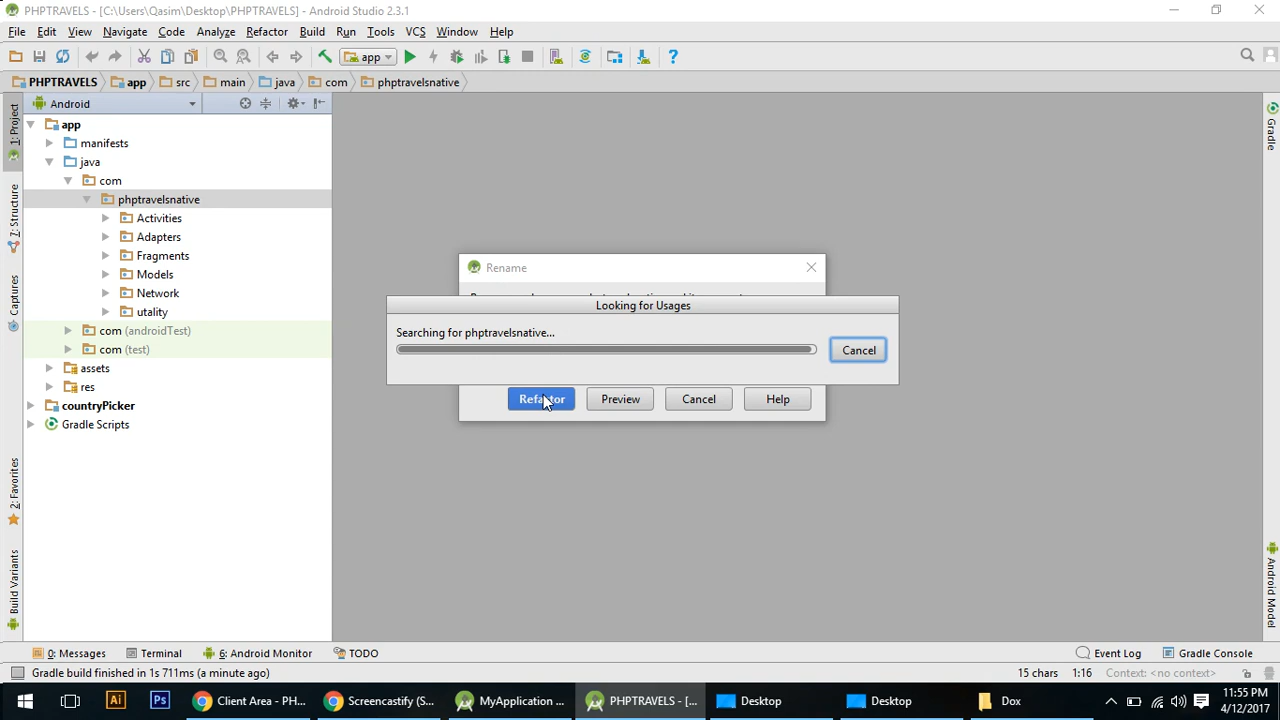 PHPTRAVELS - [C:\Users\Qasim\Desktop\PHPTRAVELS] - Android Studio 2.3.1
File Edit View Navigate Code Analyze Refactor Build Run Tools VCS Window Help
app
PHPTRAVELS app src main java com phptravelsnative
Android
1: Project
7: Structure
Captures
2: Favorites
Build Variants
app
manifests
java
com
phptravelsnative
Activities
Adapters
Fragments
Models
Network
utality
com (androidTest)
com (test)
assets
res
countryPicker
Gradle Scripts
Rename
Looking for Usages
Searching for phptravelsnative...
Cancel
Refactor Preview Cancel Help
Gradle
Android Model
0: Messages Terminal 6: Android Monitor TODO Event Log Gradle Console
Gradle build finished in 1s 711ms (a minute ago) 15 chars 1:16 Context: <no context>
Ai Ps Client Area - PH... Screencastify (S... MyApplication ... PHPTRAVELS - [... Desktop Desktop Dox
11:55 PM
4/12/2017